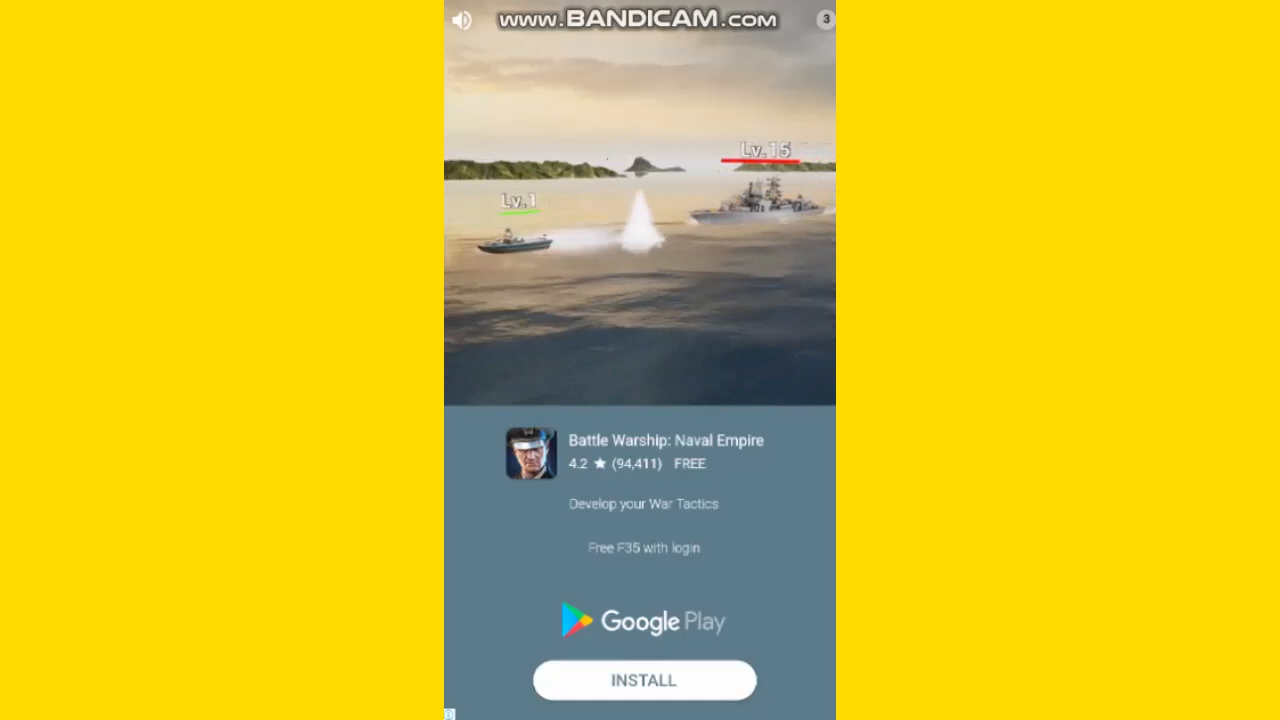 www.BANDICAM.com
3
Lv.15
Lv.1
Battle Warship: Naval Empire
4.2 ★ (94,411) FREE
Develop your War Tactics
Free F35 with login
Google Play
INSTALL